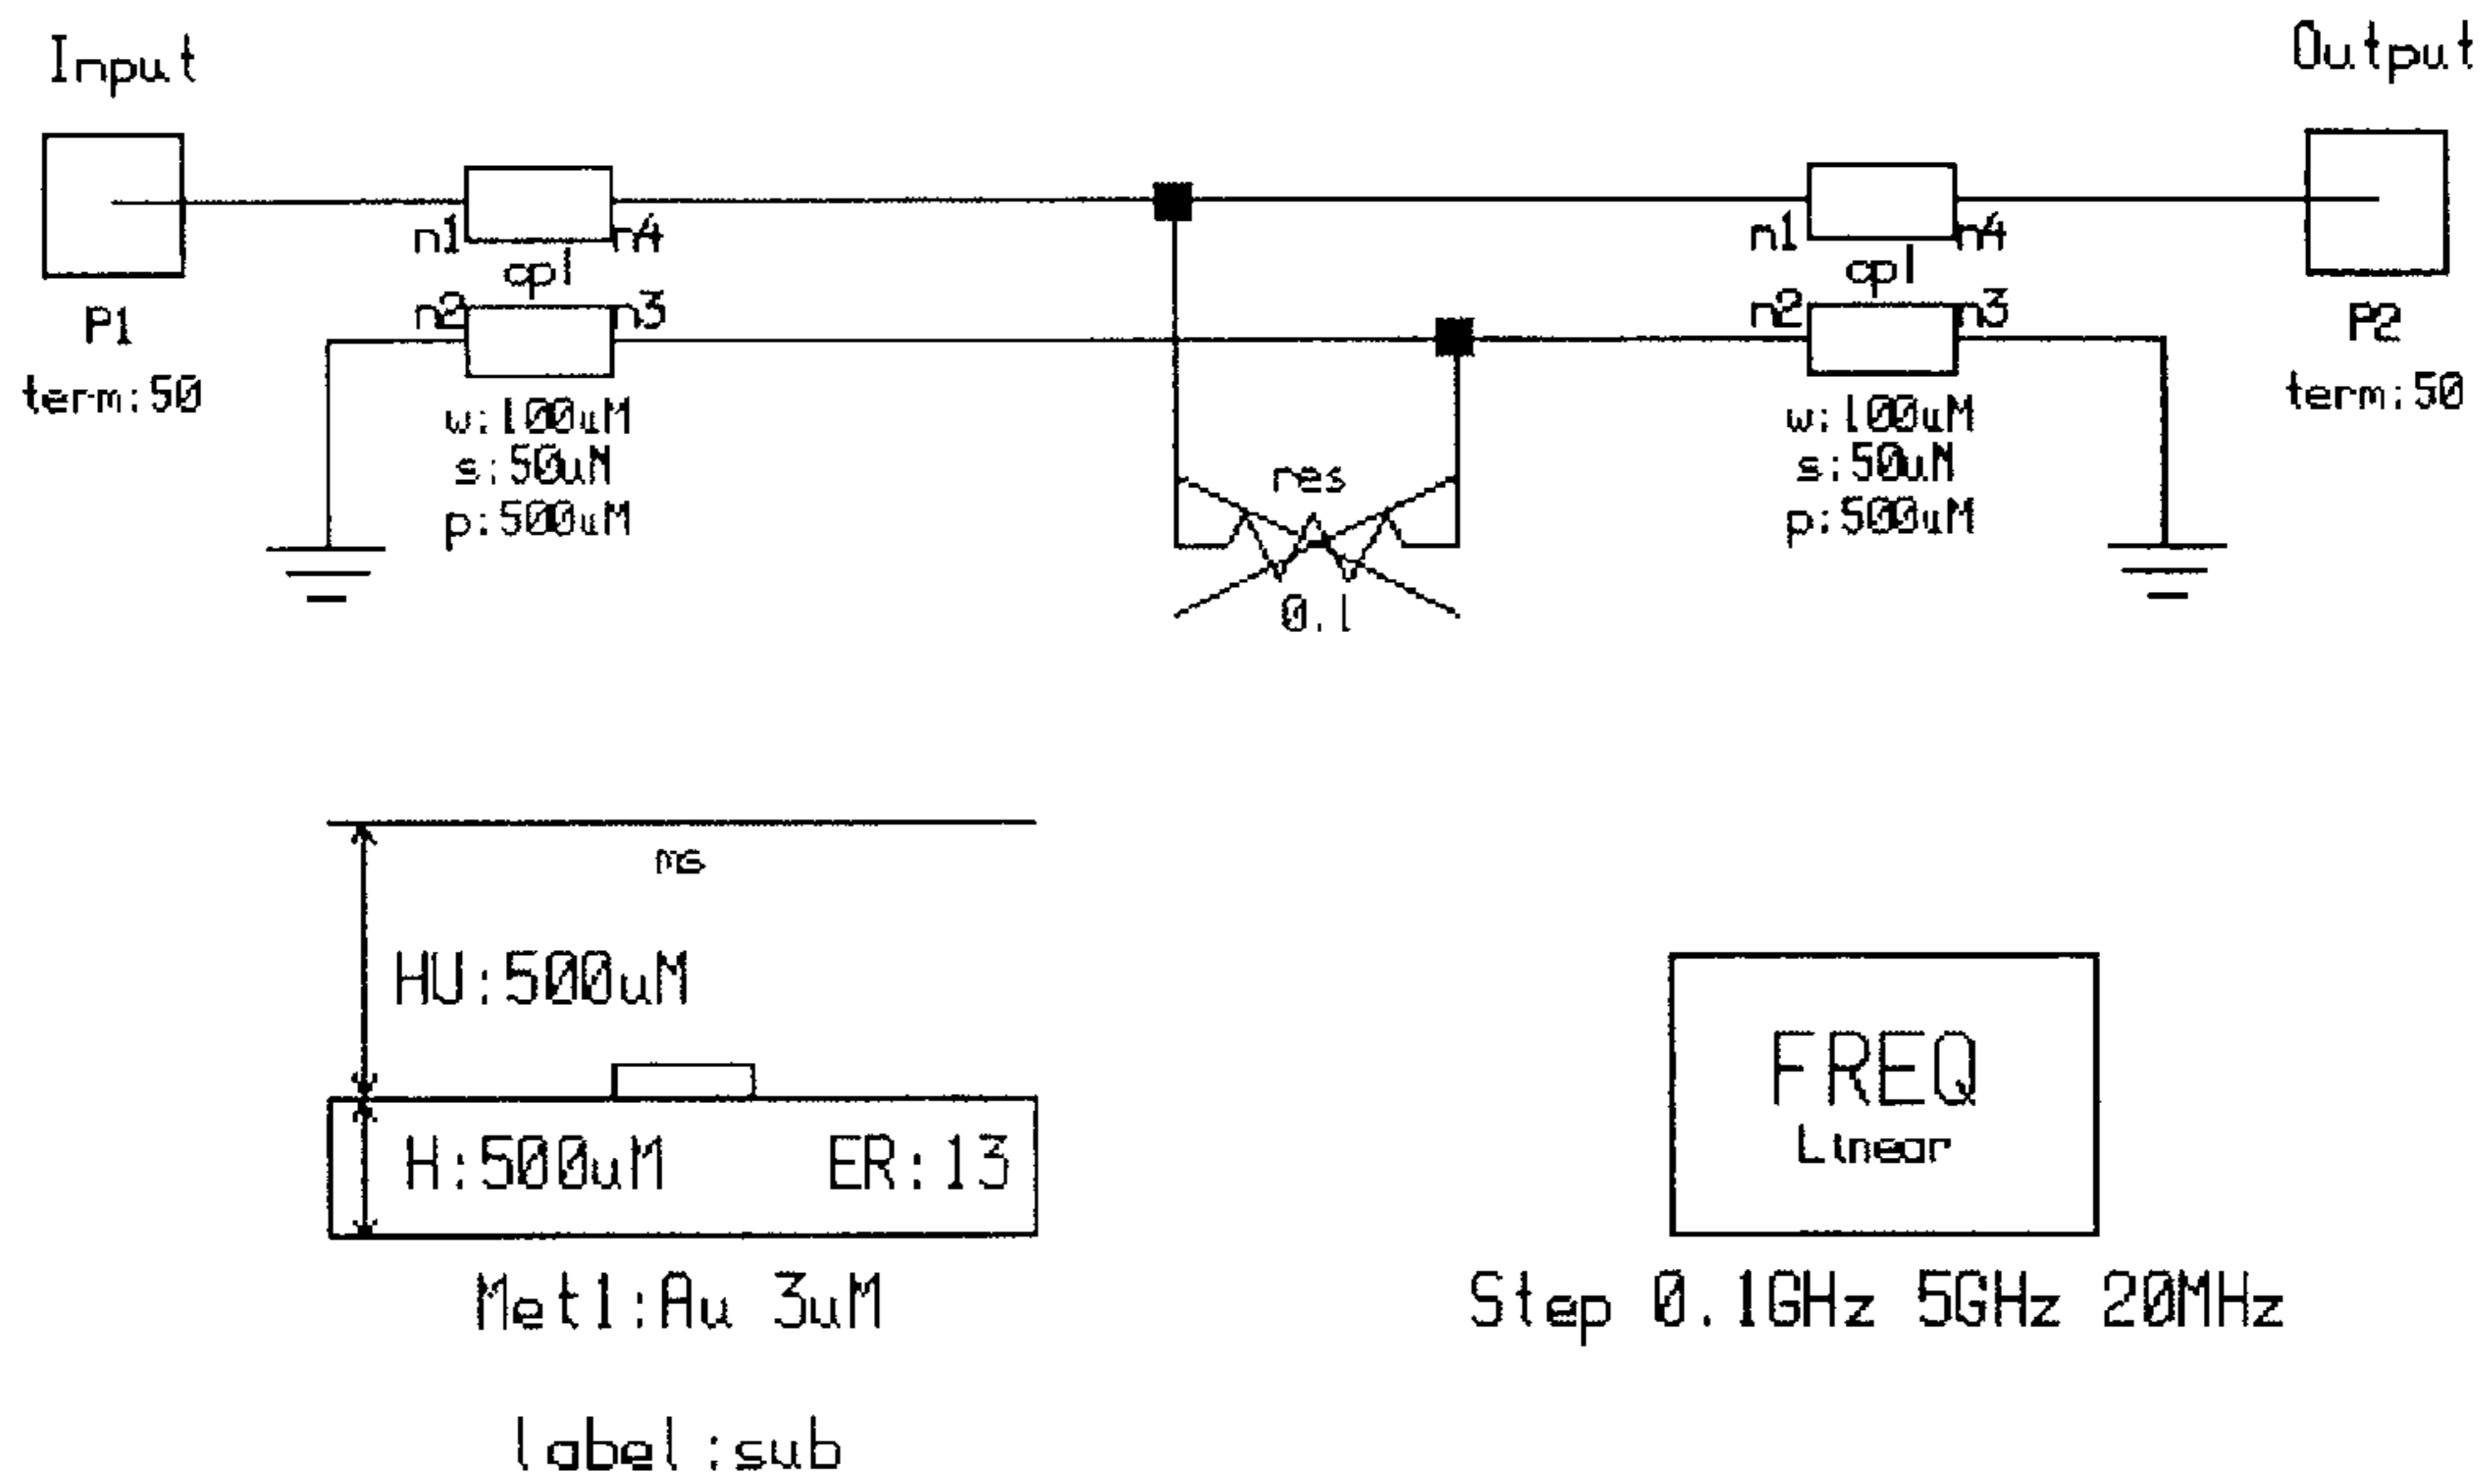 Input
Output
n1 n4
n1 n4
cpl
cpl
n2 n3
n2 n3
P1
P2
term:50
term:50
w:100uM
s:50uM
p:500uM
w:100uM
s:50uM
p:500uM
res
0.1
ms
HU:500uM
H:500uM ER:13
Met1:Au 3uM
label:sub
FREQ
Linear
Step 0.1GHz 5GHz 20MHz